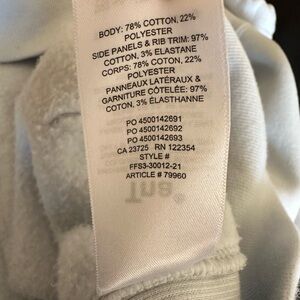 BODY: 78% COTTON, 22%
POLYESTER
SIDE PANELS & RIB TRIM: 97%
COTTON, 3% ELASTANE
CORPS: 78% COTON, 22%
POLYESTER
PANNEAUX LATÉRAUX &
GARNITURE CÔTELÉE: 97%
COTON, 3% ÉLASTHANNE
PO 4500142691
PO 4500142692
PO 4500142693
CA 23725 RN 122354
STYLE #
FFS3-30012-21
ARTICLE # 79960
Tna